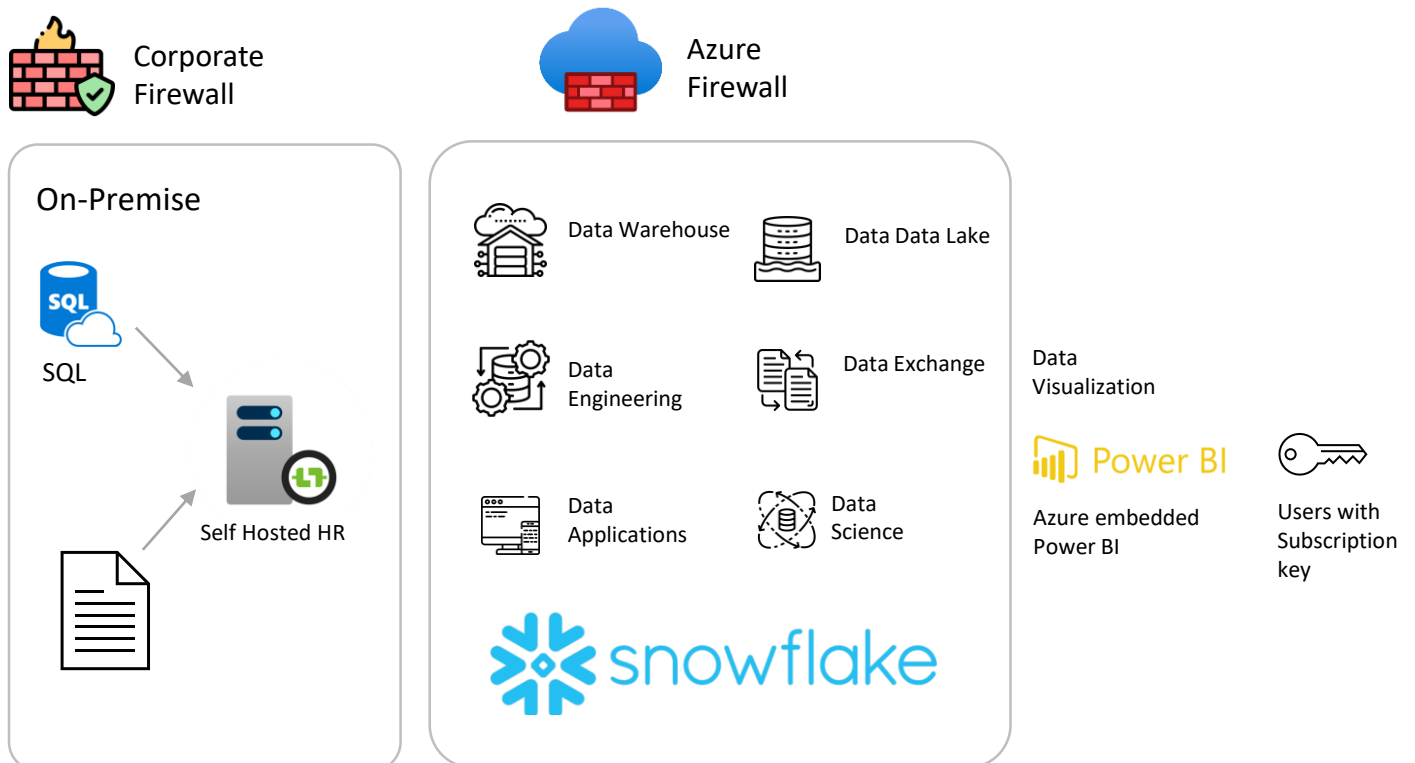 Corporate
Firewall
Azure
Firewall
On-Premise
SQL
SQL
Self Hosted HR
Data Warehouse
Data Data Lake
Data
Engineering
Data Exchange
Data
Applications
Data
Science
snowflake
Data
Visualization
Power BI
Azure embedded
Power BI
Users with
Subscription
key